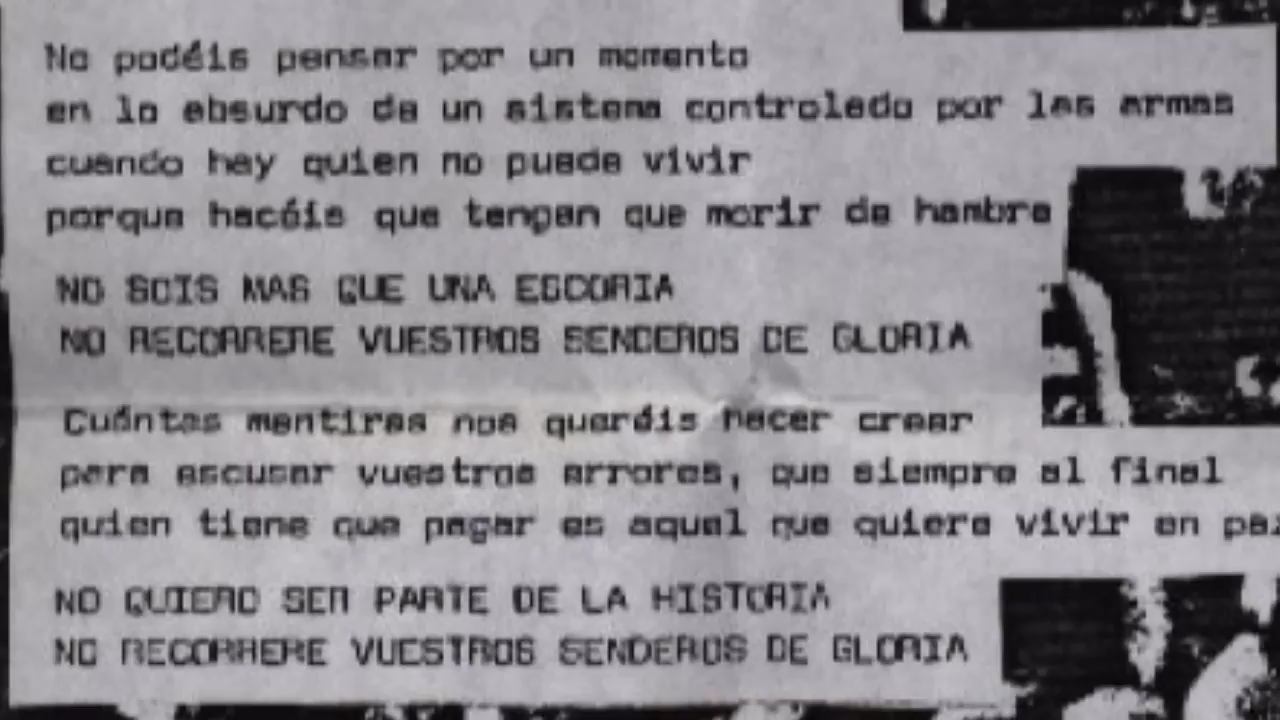 No podéis pensar por un momento
en lo absurdo de un sistema controlado por las armas
cuando hay quien no puede vivir
porque hacéis que tengan que morir de hambre
NO SOIS MAS QUE UNA ESCORIA
NO RECORRERE VUESTROS SENDEROS DE GLORIA
Cuántas mentiras nos queréis hacer creer
para escusar vuestros errores, que siempre al final
quien tiene que pagar es aquel que quiere vivir en paz
NO QUIERO SER PARTE DE LA HISTORIA
NO RECORRERE VUESTROS SENDEROS DE GLORIA